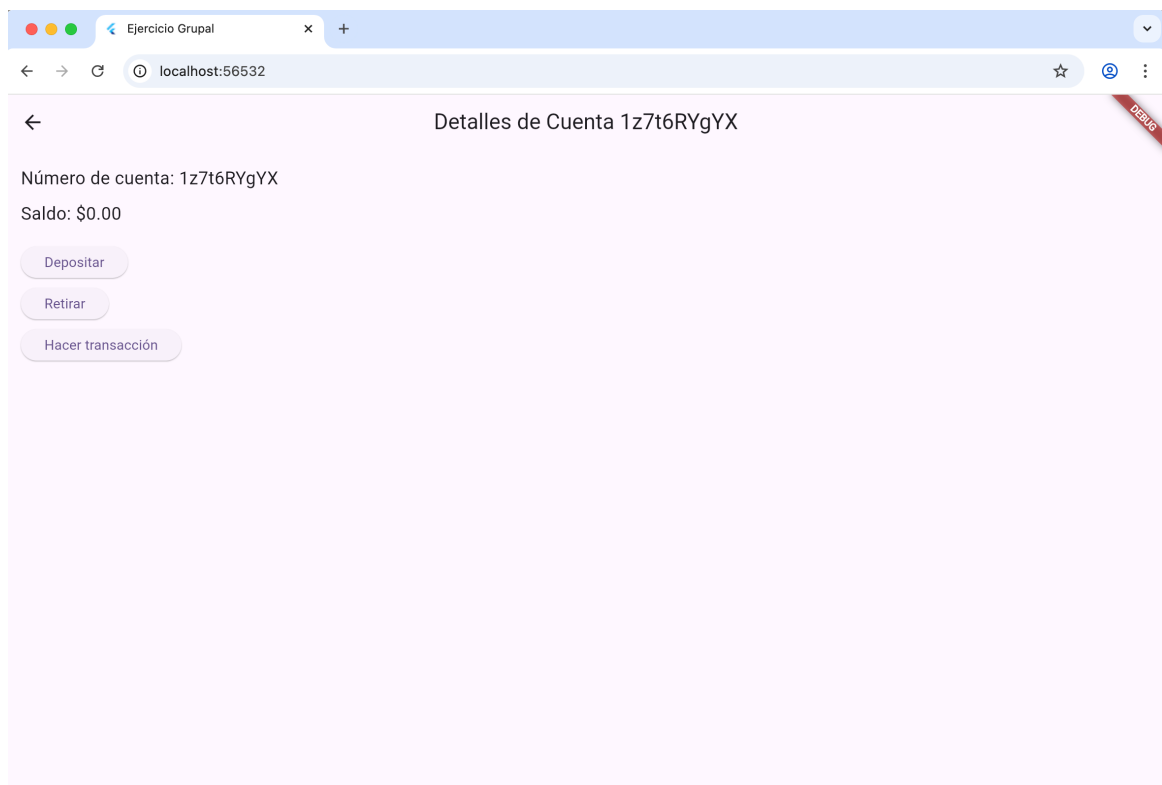 Ejercicio Grupal
localhost:56532
Detalles de Cuenta 1z7t6RYgYX
DEBUG
Número de cuenta: 1z7t6RYgYX
Saldo: $0.00
Depositar
Retirar
Hacer transacción